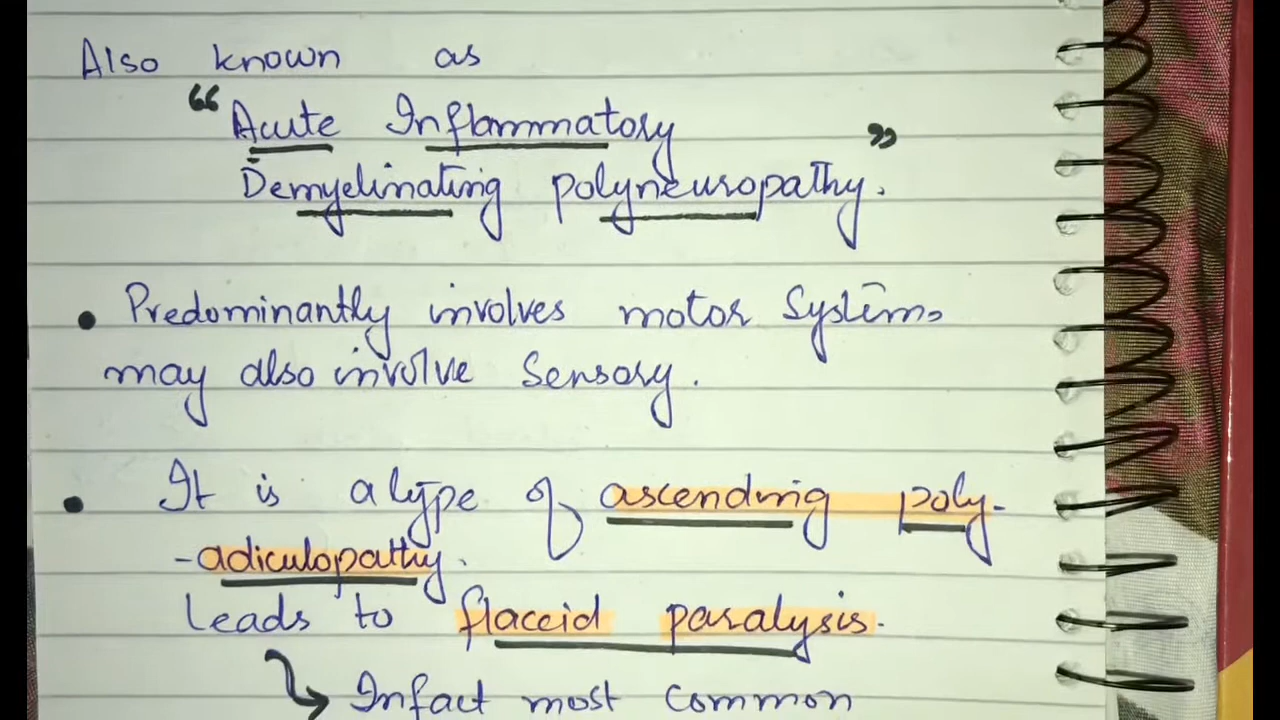 Also known as
"Acute Inflammatory
Demyelinating polyneuropathy."
• Predominantly involves motor System,
may also involve Sensory.
• It is a type of ascending poly-
-adiculopathy.
Leads to flaccid paralysis.
↳ Infact most common